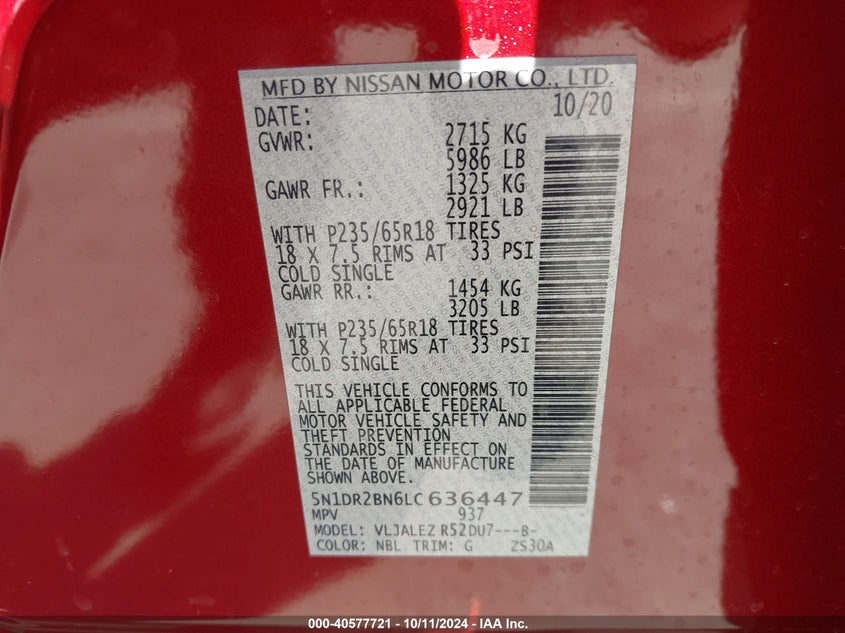 MFD BY NISSAN MOTOR CO., LTD.
DATE: 10/20
GVWR: 2715 KG
5986 LB
GAWR FR.: 1325 KG
2921 LB
WITH P235/65R18 TIRES
18 X 7.5 RIMS AT 33 PSI
COLD SINGLE
GAWR RR.: 1454 KG
3205 LB
WITH P235/65R18 TIRES
18 X 7.5 RIMS AT 33 PSI
COLD SINGLE
THIS VEHICLE CONFORMS TO
ALL APPLICABLE FEDERAL
MOTOR VEHICLE SAFETY AND
THEFT PREVENTION
STANDARDS IN EFFECT ON
THE DATE OF MANUFACTURE
SHOWN ABOVE.
5N1DR2BN6LC636447
MPV 937
MODEL: VLJALEZ R52DU7---B-
COLOR: NBL TRIM: G ZS30A
000-40577721 - 10/11/2024 - IAA Inc.